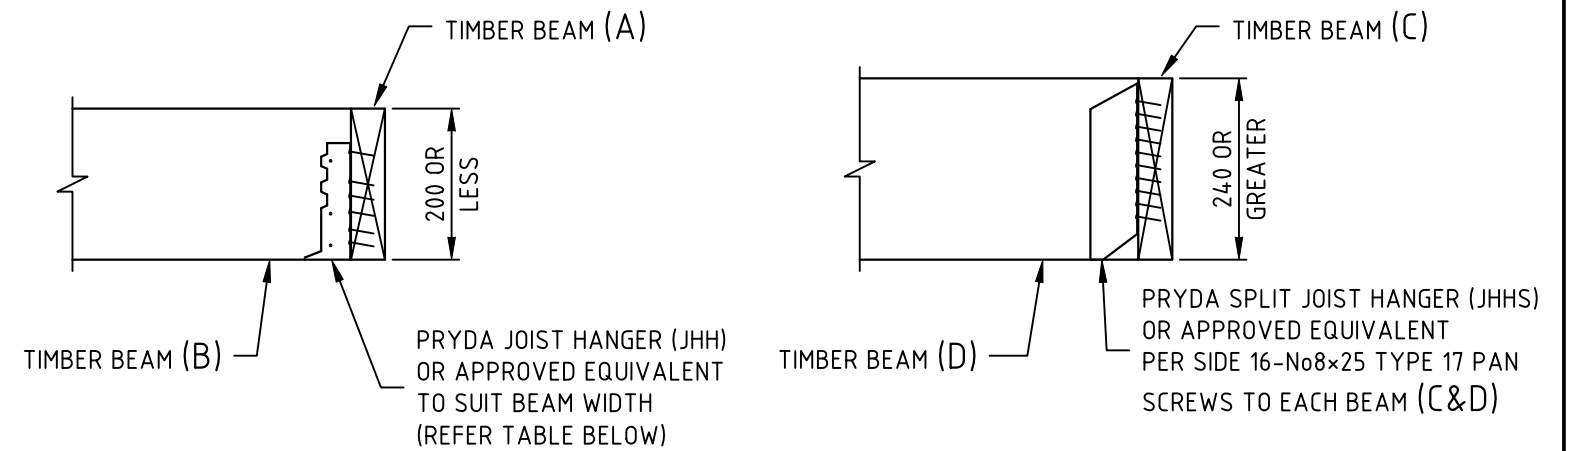 TIMBER BEAM (A)
200 OR
LESS
TIMBER BEAM (B)
PRYDA JOIST HANGER (JHH)
OR APPROVED EQUIVALENT
TO SUIT BEAM WIDTH
(REFER TABLE BELOW)
TIMBER BEAM (C)
240 OR
GREATER
TIMBER BEAM (D)
PRYDA SPLIT JOIST HANGER (JHHS)
OR APPROVED EQUIVALENT
PER SIDE 16-No8×25 TYPE 17 PAN
SCREWS TO EACH BEAM (C&D)